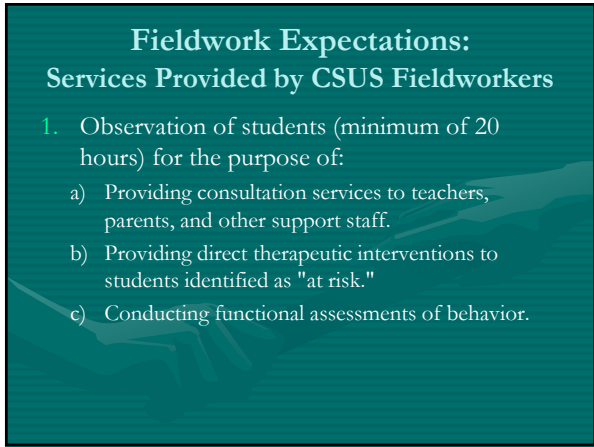 Fieldwork Expectations:
Services Provided by CSUS Fieldworkers
1. Observation of students (minimum of 20
hours) for the purpose of:
a) Providing consultation services to teachers,
parents, and other support staff.
b) Providing direct therapeutic interventions to
students identified as "at risk."
c) Conducting functional assessments of behavior.